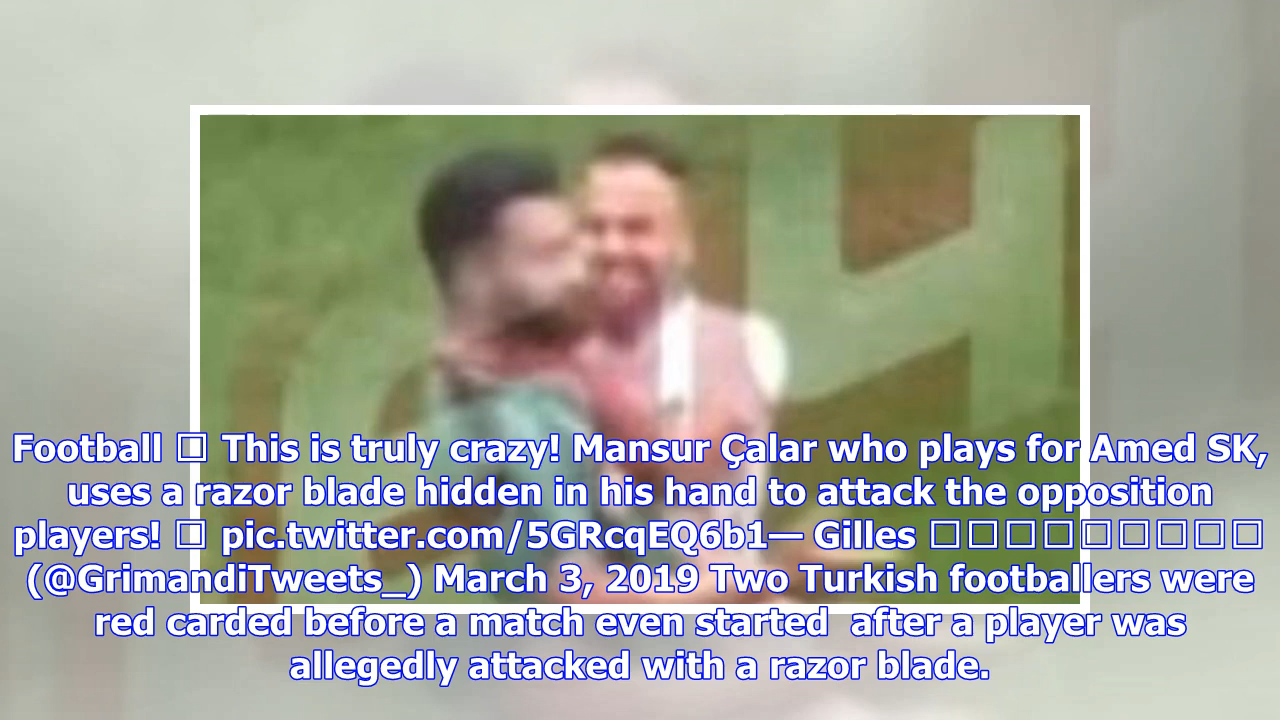 Football □ This is truly crazy! Mansur Çalar who plays for Amed SK,
uses a razor blade hidden in his hand to attack the opposition
players! □ pic.twitter.com/5GRcqEQ6b1— Gilles □□□□□□□□□
(@GrimandiTweets_) March 3, 2019 Two Turkish footballers were
red carded before a match even started  after a player was
allegedly attacked with a razor blade.